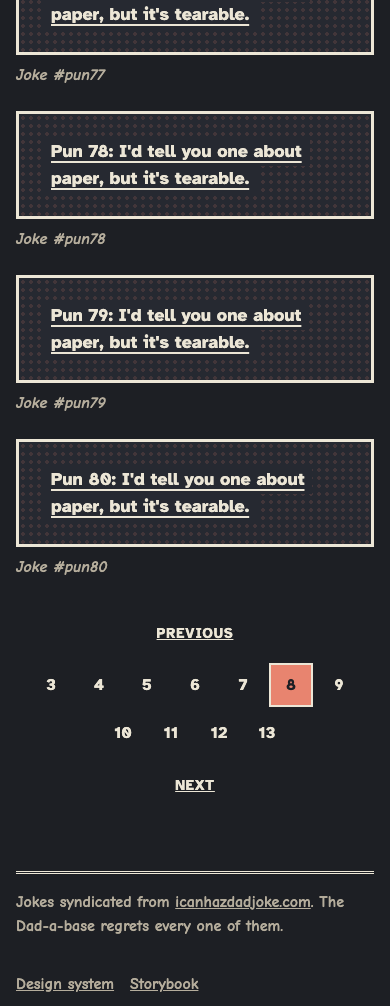 paper, but it's tearable.
Joke #pun77
Pun 78: I'd tell you one about
paper, but it's tearable.
Joke #pun78
Pun 79: I'd tell you one about
paper, but it's tearable.
Joke #pun79
Pun 80: I'd tell you one about
paper, but it's tearable.
Joke #pun80
PREVIOUS
3 4 5 6 7 8 9
10 11 12 13
NEXT
Jokes syndicated from icanhazdadjoke.com. The
Dad-a-base regrets every one of them.
Design system Storybook